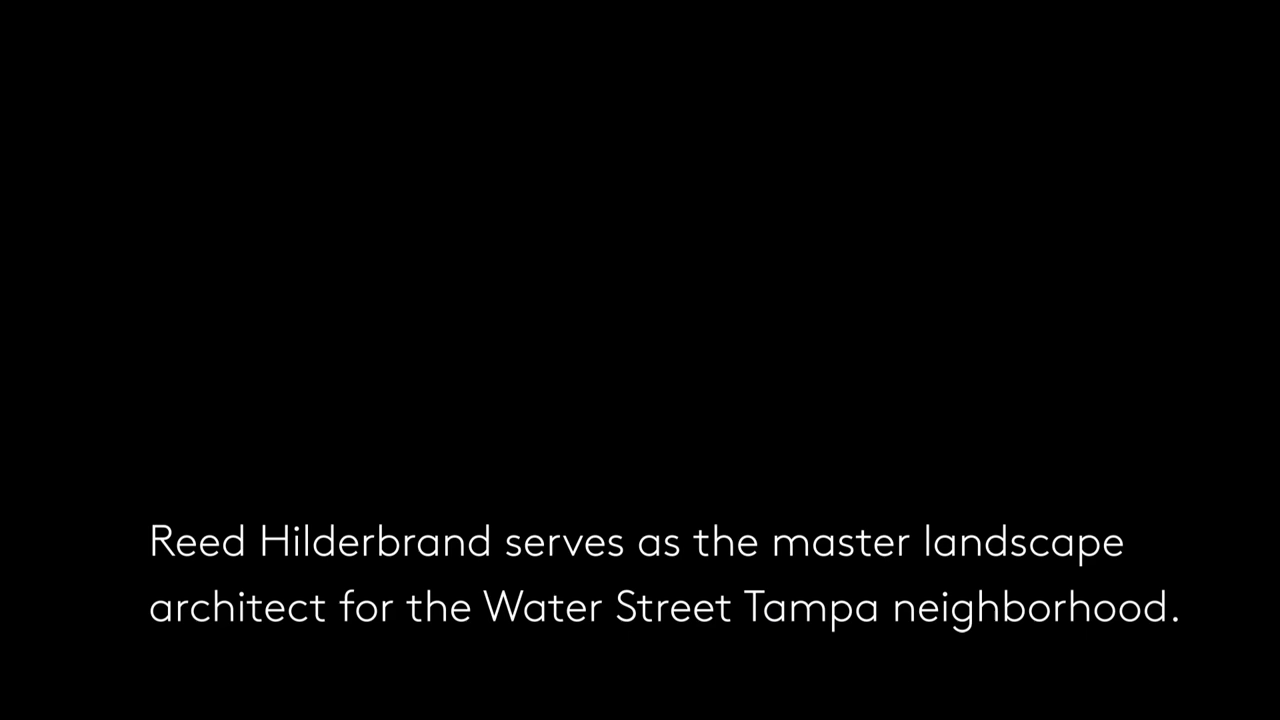 Reed Hilderbrand serves as the master landscape
architect for the Water Street Tampa neighborhood.